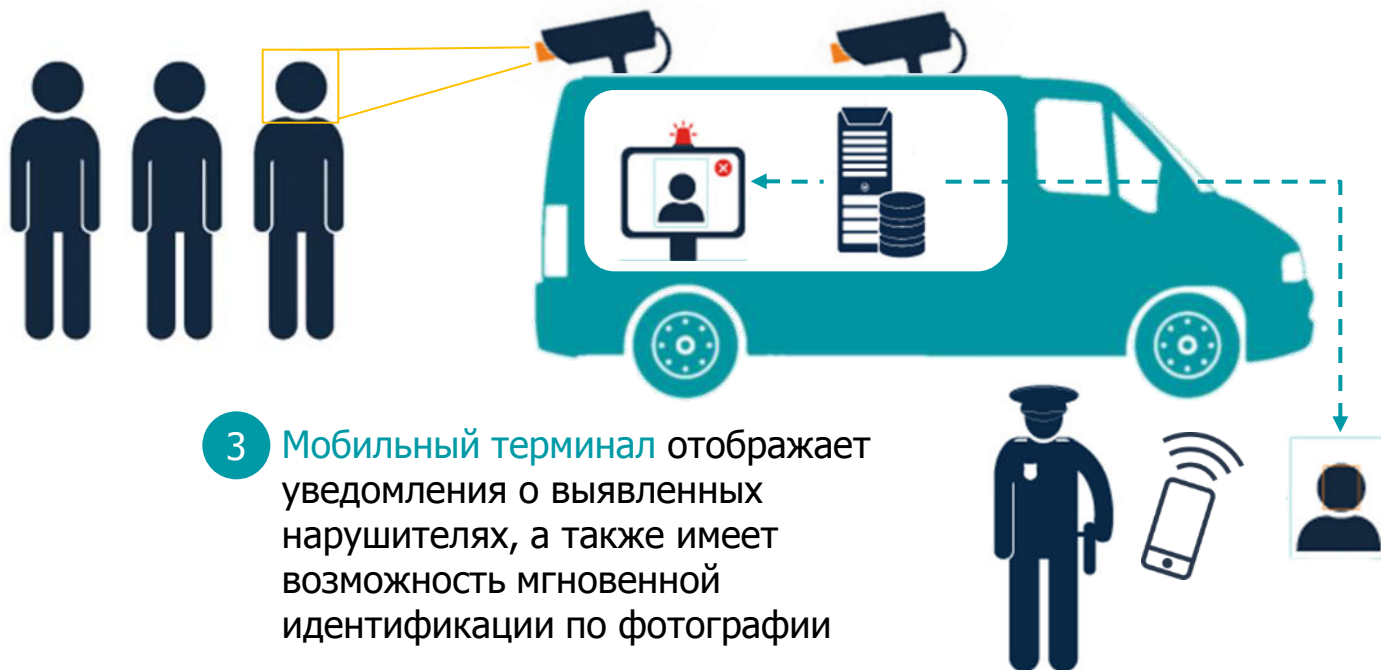 3 Мобильный терминал отображает
уведомления о выявленных
нарушителях, а также имеет
возможность мгновенной
идентификации по фотографии